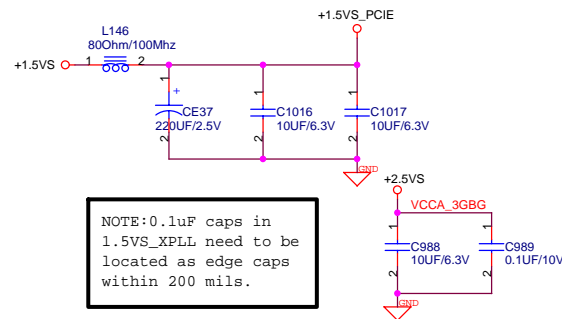 +1.5VS_PCIE
L146
80Ohm/100Mhz
+1.5VS
1
2
1
+
CE37
220UF/2.5V
2
1
C1016
10UF/6.3V
2
1
C1017
10UF/6.3V
2
GND
+2.5VS
VCCA_3GBG
1
C988
10UF/6.3V
2
1
C989
0.1UF/10V
2
GND
NOTE:0.1uF caps in
1.5VS_XPLL need to be
located as edge caps
within 200 mils.